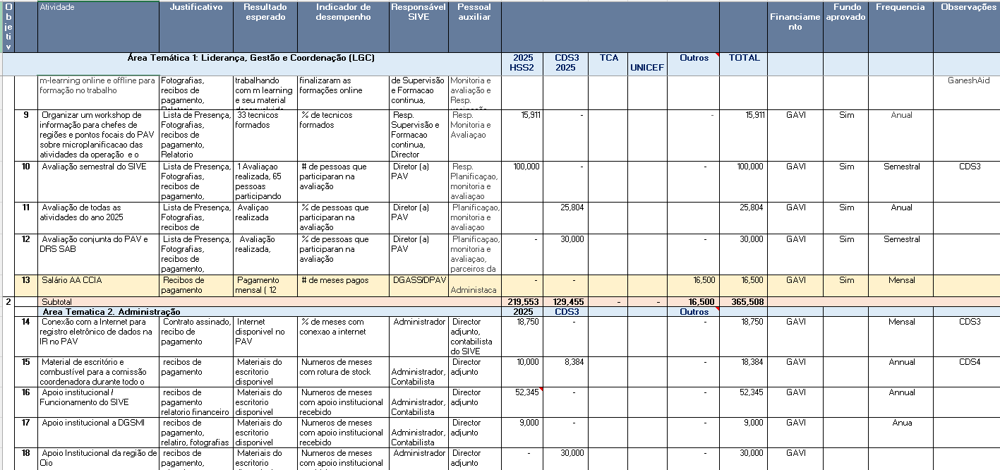 O
b
je
ti
v
Atividade
Justificativo
Resultado
esperado
Indicador de
desempenho
Responsável
SIVE
Pessoal
auxiliar
Financiame
nto
Fundo
aprovado
Frequencia
Observações
Área Temática 1: Liderança, Gestão e Coordenação (LGC)
2025
HSS2
CDS3
2025
TCA
UNICEF
Outros
TOTAL
m-learning online e offline para
formação no trabalho
Fotografias,
recibos de
pagamento,
Relatorio
trabalhando
com m learning
e seu material
finalizaram as
formações online
de Supervisão
e Formacao
continua,
Monitoria e
avaliação e
Resp.
GaneshAid
9
Organizar um workshop de
informação para chefes de
regiões e pontos focais do PAV
sobre microplanificacao das
atividades da operação e o
Lista de Presença,
Fotografias,
recibos de
pagamento,
Relatorio
33 tecnicos
formados
% de tecnicos
formados
Resp.
Supervisão e
Formacao
continua,
Director
Resp.
Monitoria e
Avaliaçao
15,911
-
-
15,911
GAVI
Sim
Anual
10
Avaliação semestral do SIVE
Lista de Presença,
Fotografias,
recibos de
pagamento,
1 Avaliaçao
realizada, 65
pessoas
participando
# de pessoas que
participaran na
avaliação
Diretor (a)
PAV
Resp.
Planificaçao,
monitoria e
avaliaçao
100,000
-
-
100,000
GAVI
Sim
Semestral
CDS3
11
Avaliação de todas as
atividades do ano 2025
Lista de Presença,
Fotografias,
recibos de
Avaliçao
realizada
% de pessoas que
participaran na
avaliação
Diretor (a)
PAV
Planificaçao,
monitoria e
avaliaçao
25,804
25,804
GAVI
Sim
Anual
12
Avaliação conjunta do PAV e
DRS SAB
Lista de Presença,
Fotografias,
recibos de
pagamento,
Avaliação
realizada,
% de pessoas que
participaran na
avaliação
Diretor (a)
PAV
Planificaçao,
monitoria e
avaliaçao,
parceiros da
-
30,000
-
30,000
GAVI
Sim
Semestral
13
Salário AA CCIA
Recibos de
pagamento
Pagamento
mensal ( 12
# de meses pagos
DGASS/DPAV
Administaca
-
-
16,500
16,500
GAVI
Sim
Mensal
2
Subtotal
219,553
129,455
-
-
16,500
365,508
Area Tematica 2. Administração
2025
CDS3
Outros
14
Conexão com a Internet para
registro eletrônico de dados na
IR no PAV
Contrato assinado,
recibo de
pagamento
Internet
disponivel no
PAV
% de meses com
conexao a internet
Administrador
Director
adjunto,
contabilista
do SIVE
18,750
-
-
18,750
GAVI
Mensal
CDS3
15
Material de escritório e
combustível para a comissão
coordenadora durante todo o
recibos de
pagamento
Materiais do
escritorio
disponivel
Numeros de meses
com rotura de stock
Administrador,
Contabilista
Director
adjunto
10,000
8,384
-
18,384
GAVI
Annual
CDS4
16
Apoio institucional /
Funcionamento do SIVE
recibos de
pagamento
relatorio financeiro
Materiais do
escritorio
disponivel
Numeros de meses
com apoio institucional
recebido
Administrador,
Contabilista
Director
adjunto
52,345
-
-
52,345
GAVI
Annual
17
Apoio institucional a DGSMI
recibos de
pagamento,
relatiro, fotografias
Materiais do
escritorio
disponivel
Numeros de meses
com apoio institucional
recebido
Administrador,
Contabilista
Director
adjunto
9,000
-
-
9,000
GAVI
Anua
18
Apoio Institucional da região de
Oio
recibos de
pagamento,
Materiais do
escritorio
Numeros de meses
com apoio institucional
Administrador
Director
adjunto
-
30,000
-
30,000
GAVI